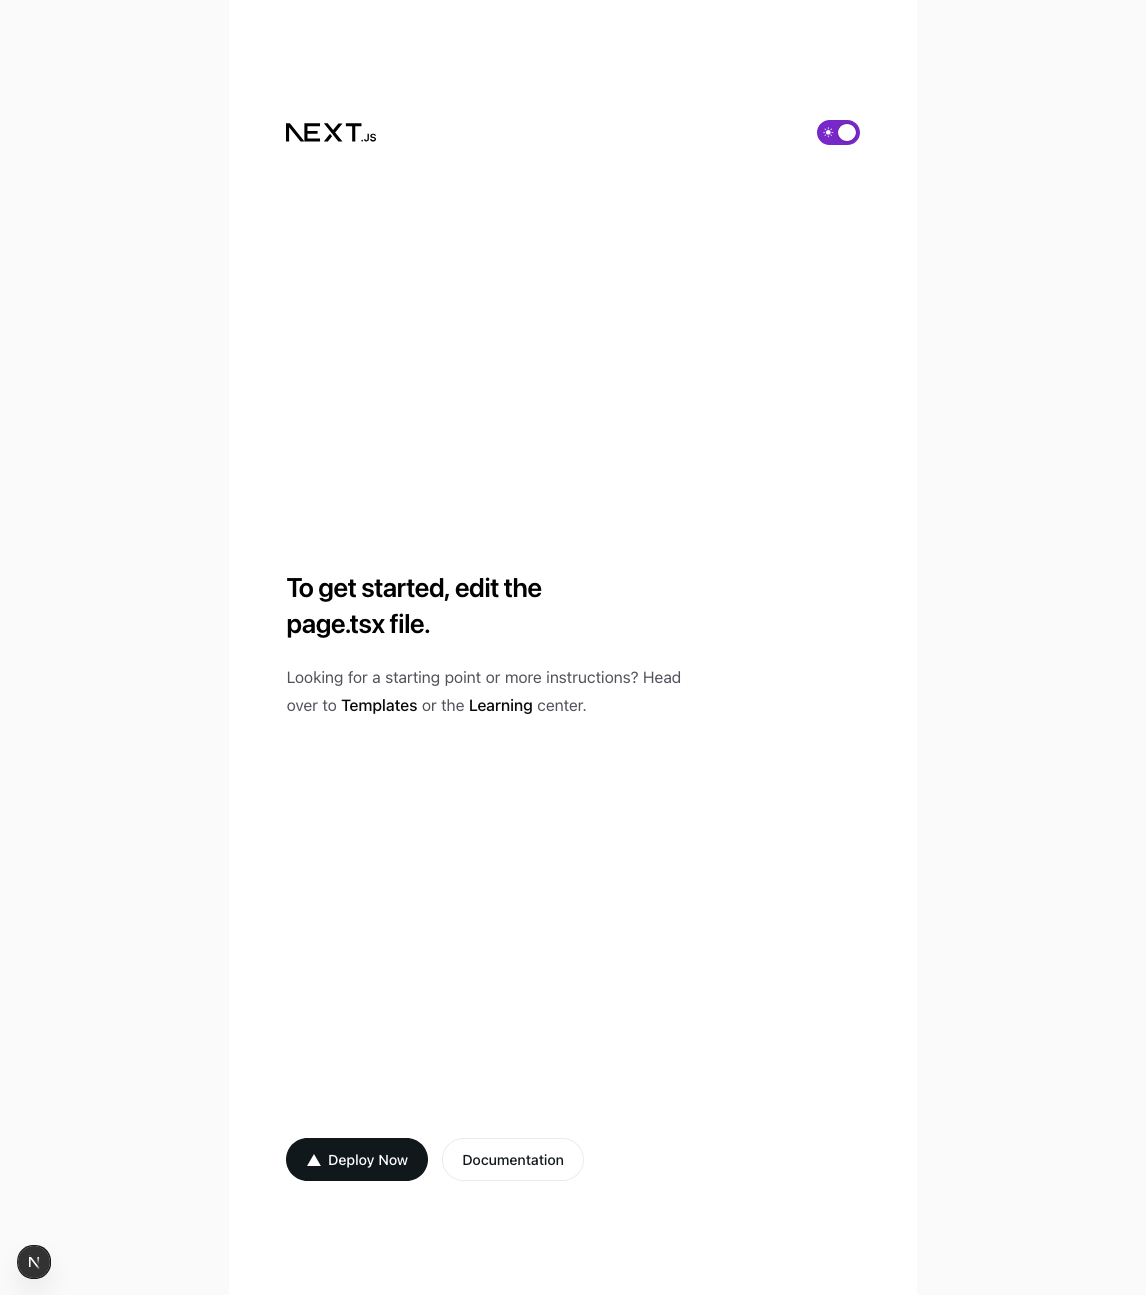 NEXT.JS
To get started, edit the
page.tsx file.
Looking for a starting point or more instructions? Head
over to Templates or the Learning center.
Deploy Now
Documentation
N